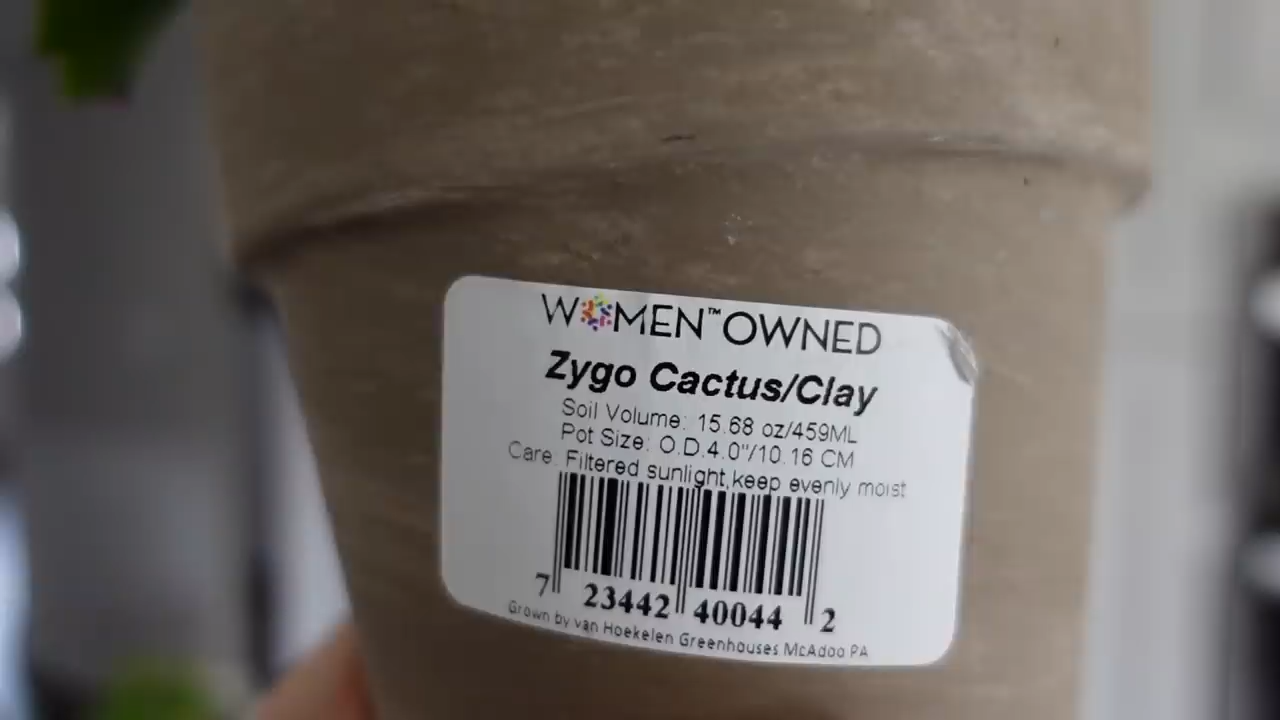 WOMEN™OWNED
Zygo Cactus/Clay
Soil Volume: 15.68 oz/459ML
Pot Size: O.D.4.0"/10.16 CM
Care: Filtered sunlight,keep evenly moist
7 23442 40044 2
Grown by van Hoekelen Greenhouses McAdoo PA